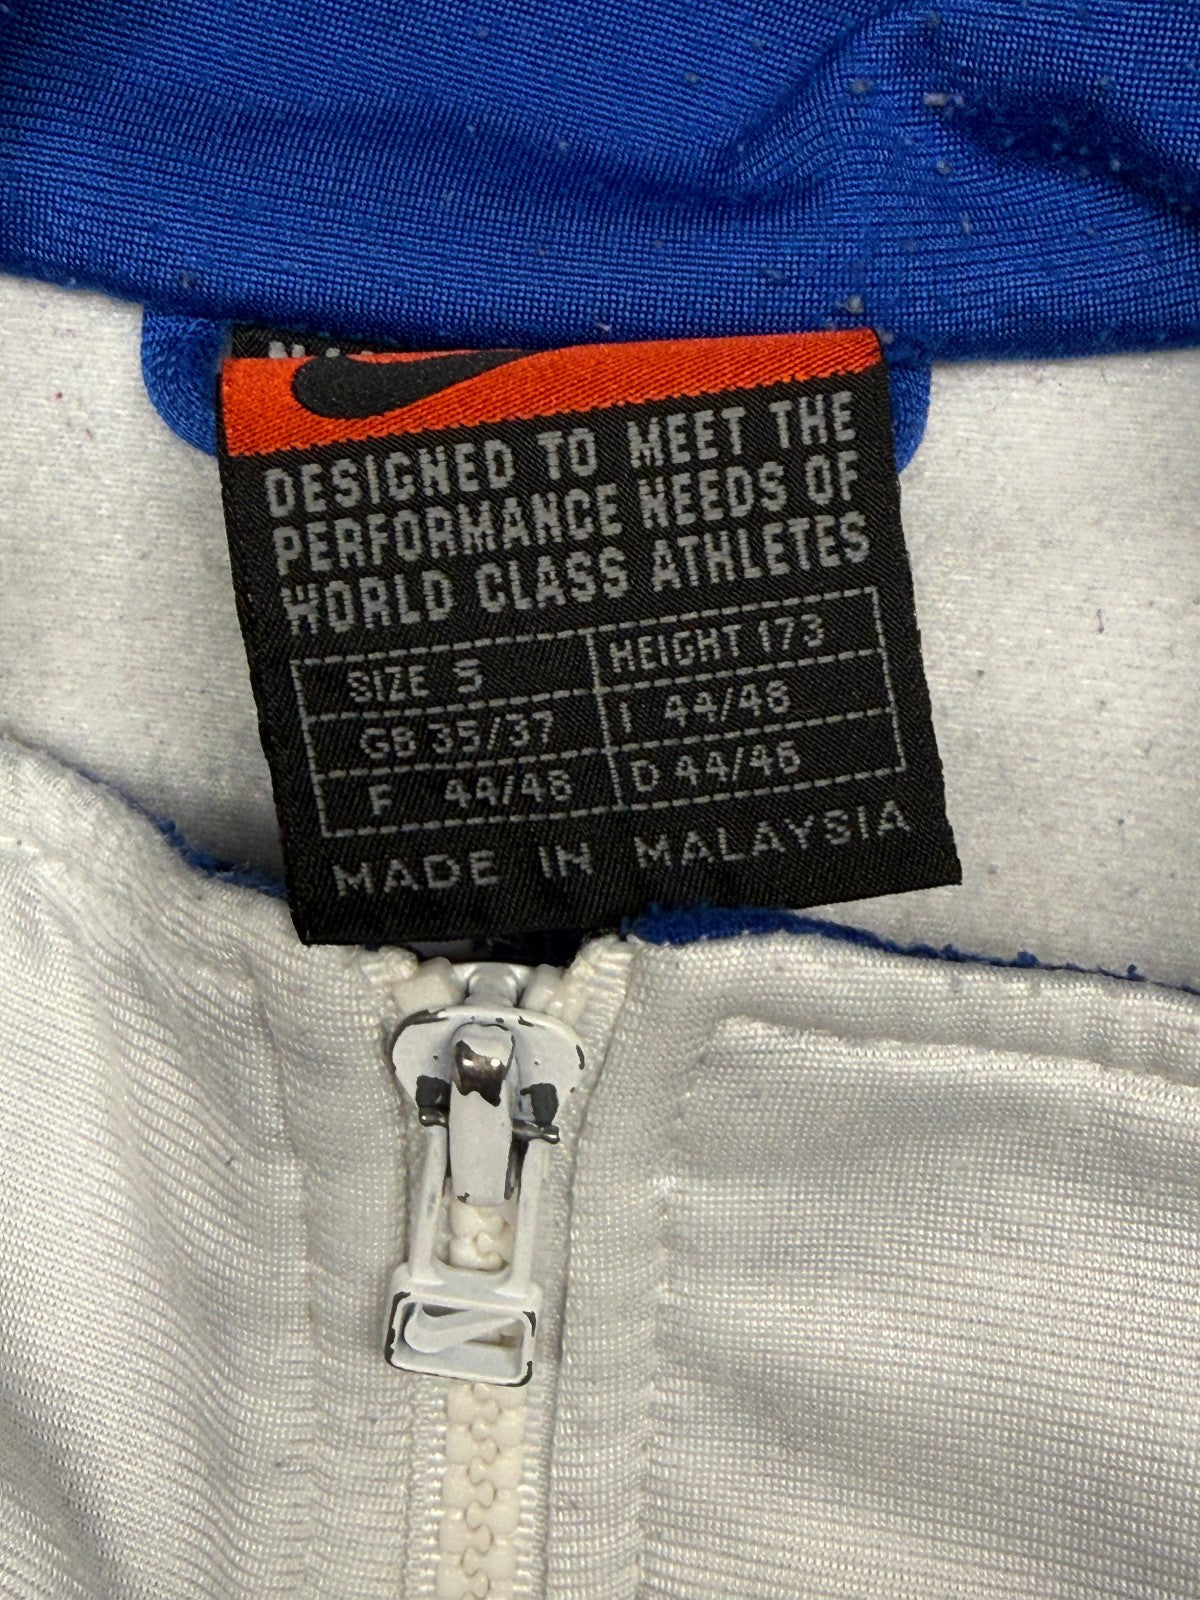 DESIGNED TO MEET THE
PERFORMANCE NEEDS OF
WORLD CLASS ATHLETES
SIZE S HEIGHT 173
GB 35/37 I 44/48
F 44/48 D 44/46
MADE IN MALAYSIA